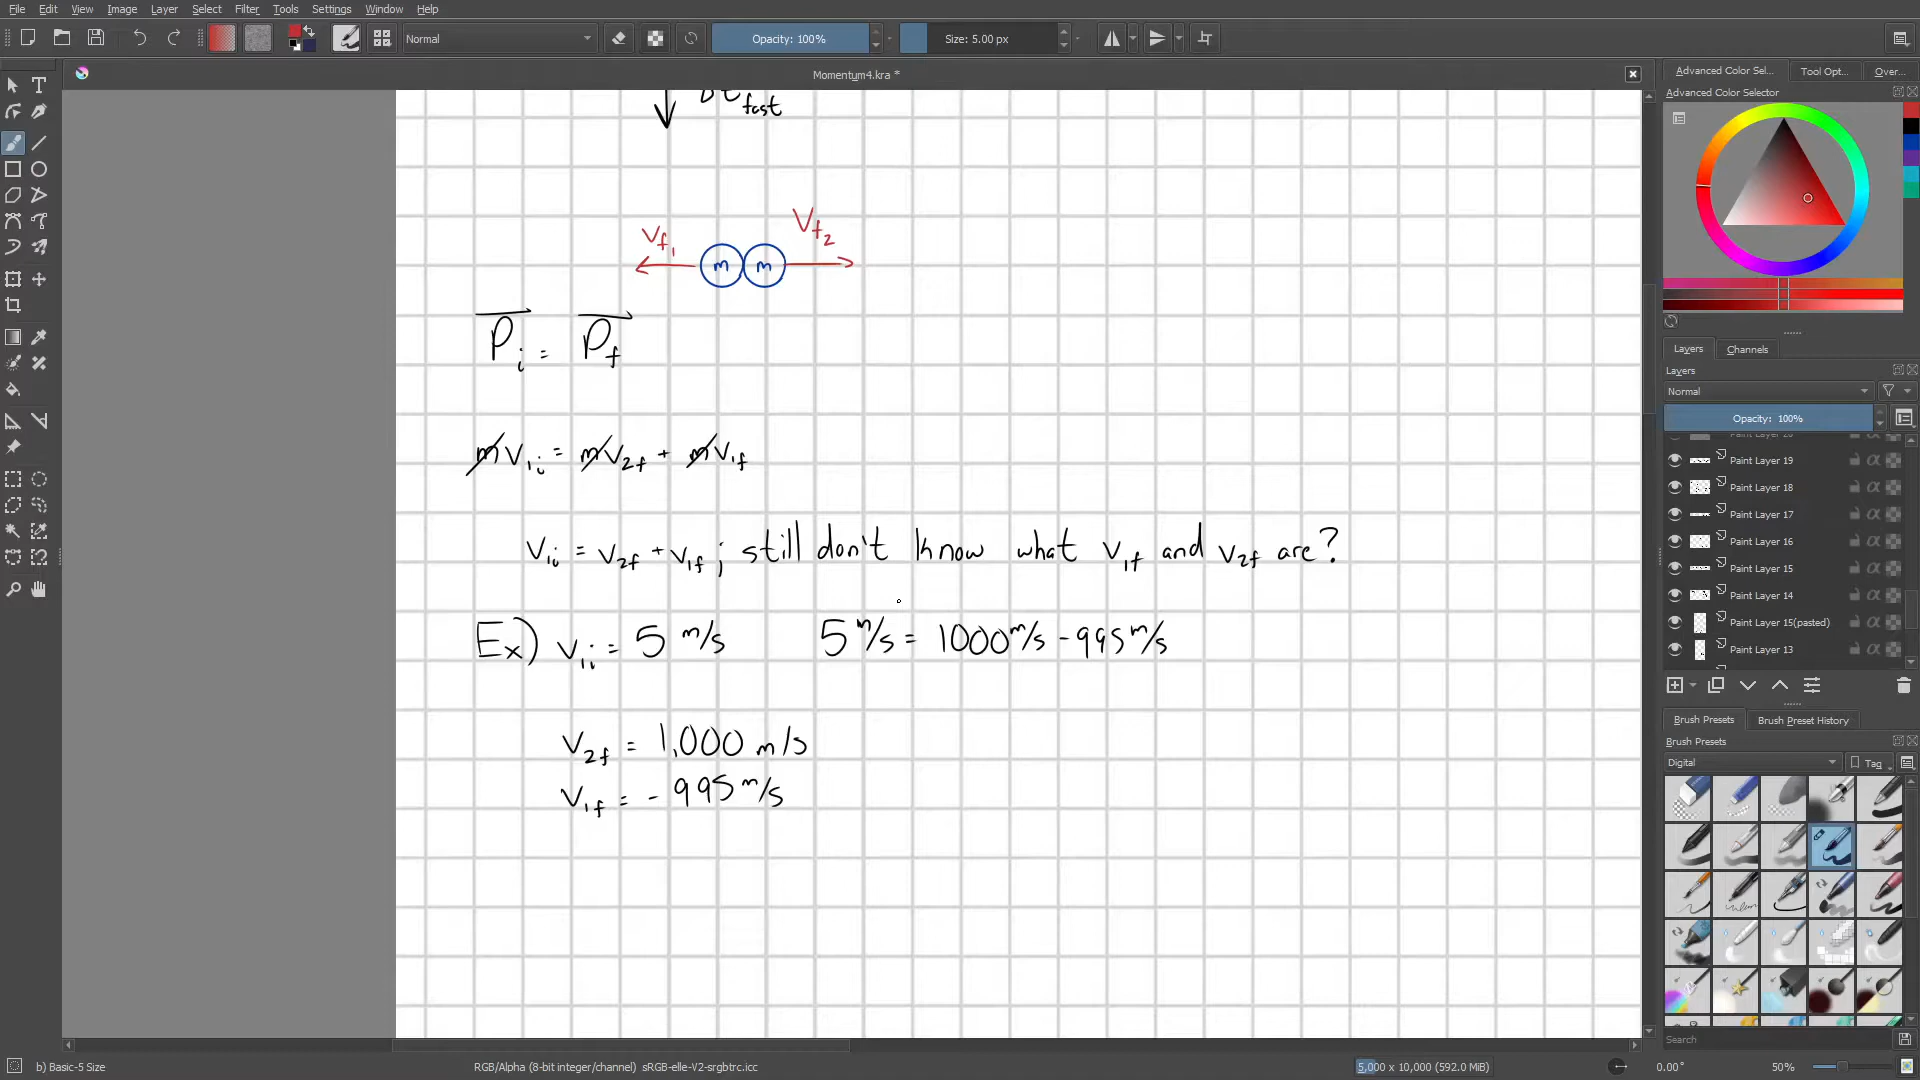 File Edit View Image Layer Select Filter Tools Settings Window Help
Normal Opacity: 100% Size: 5.00 px
Momentum4.kra *
Advanced Color Sel... Tool Opt... Over...
Advanced Color Selector
Δt fast
Vf1 Vf2
m m
Pi = Pf
mV1i = mV2f + mV1f
V1i = V2f + V1f ; still don't know what V1f and V2f are?
Ex) V1i = 5 m/s 5 m/s = 1000 m/s - 995 m/s
V2f = 1,000 m/s
V1f = - 995 m/s
Layers Channels
Layers
Normal
Opacity: 100%
Paint Layer 19
Paint Layer 18
Paint Layer 17
Paint Layer 16
Paint Layer 15
Paint Layer 14
Paint Layer 15(pasted)
Paint Layer 13
Brush Presets Brush Preset History
Brush Presets
Digital Tag
Search
b) Basic-5 Size RGB/Alpha (8-bit integer/channel) sRGB-elle-V2-srgbtrc.icc 5,000 x 10,000 (592.0 MiB) 0.00° 50%